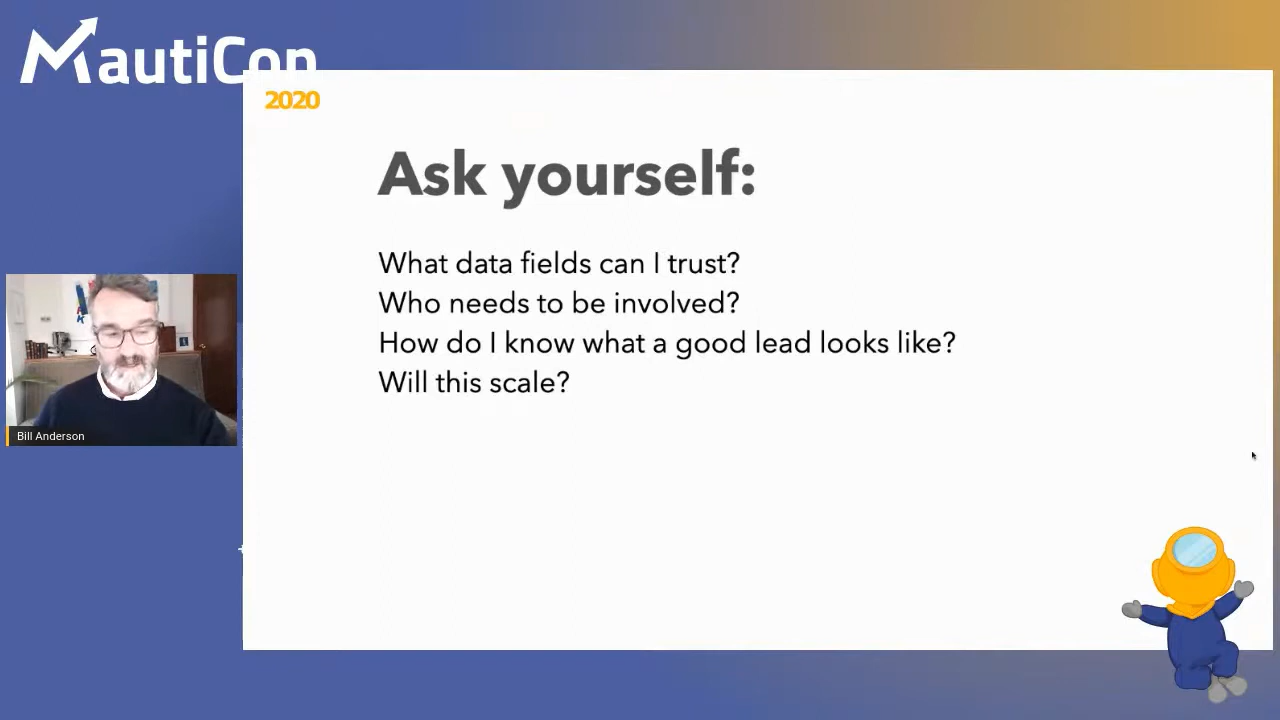 MautiCon
2020
Ask yourself:
What data fields can I trust?
Who needs to be involved?
How do I know what a good lead looks like?
Will this scale?
Bill Anderson